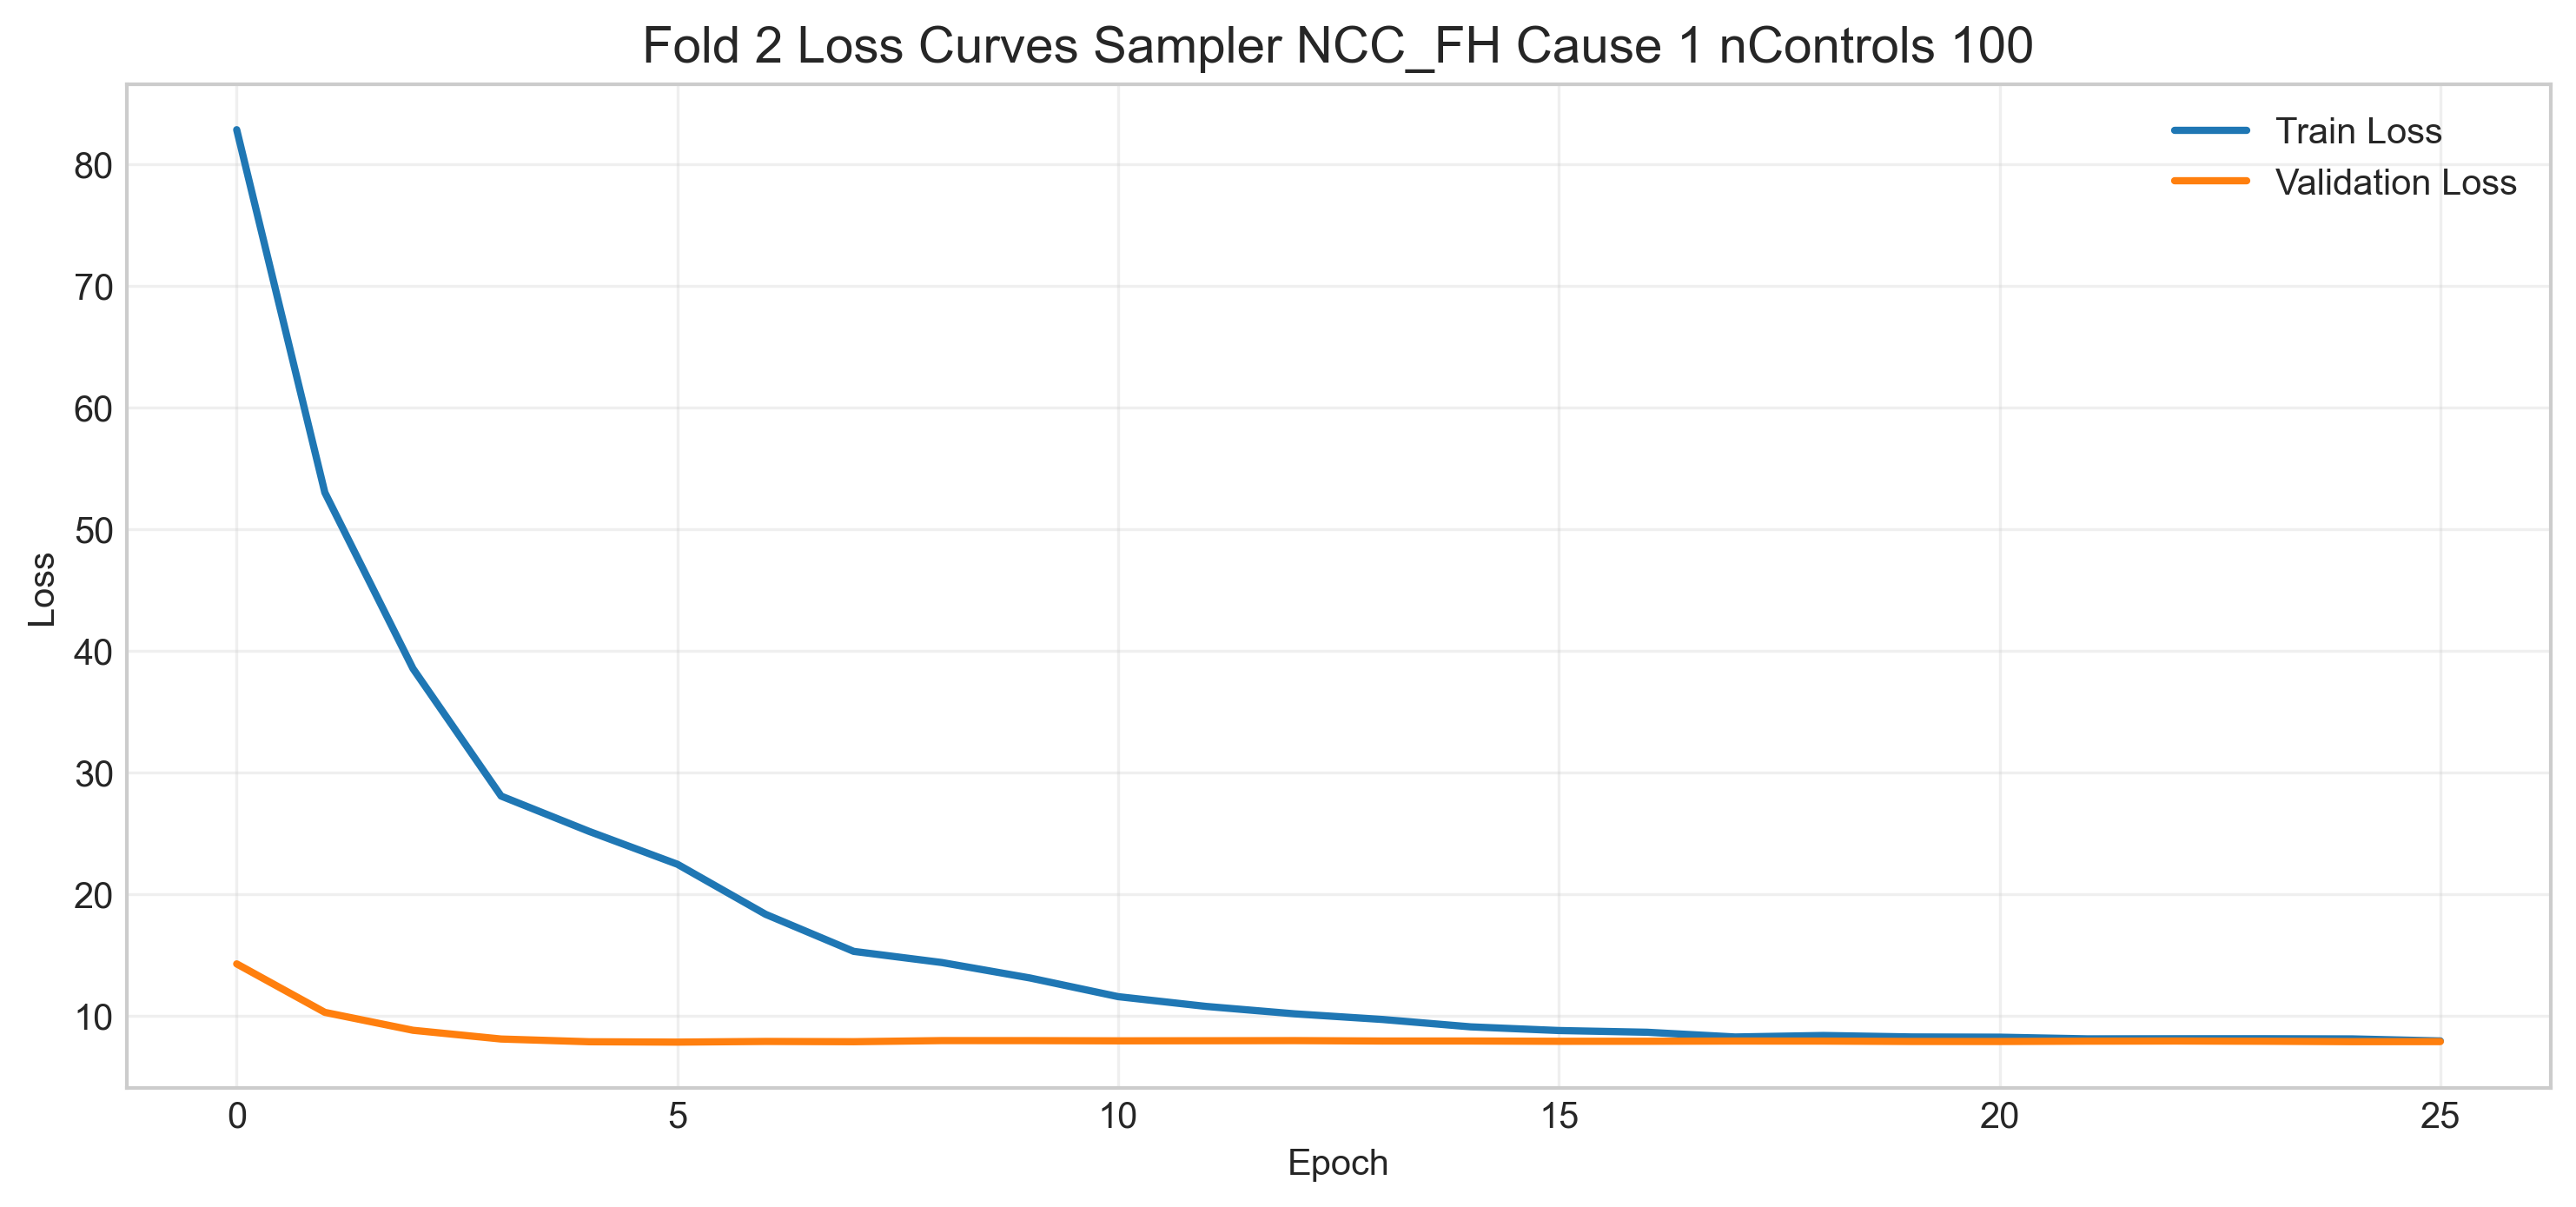 Fold 2 Loss Curves Sampler NCC_FH Cause 1 nControls 100
Train Loss
Validation Loss
80
70
60
50
40
30
20
10
Loss
0 5 10 15 20 25
Epoch